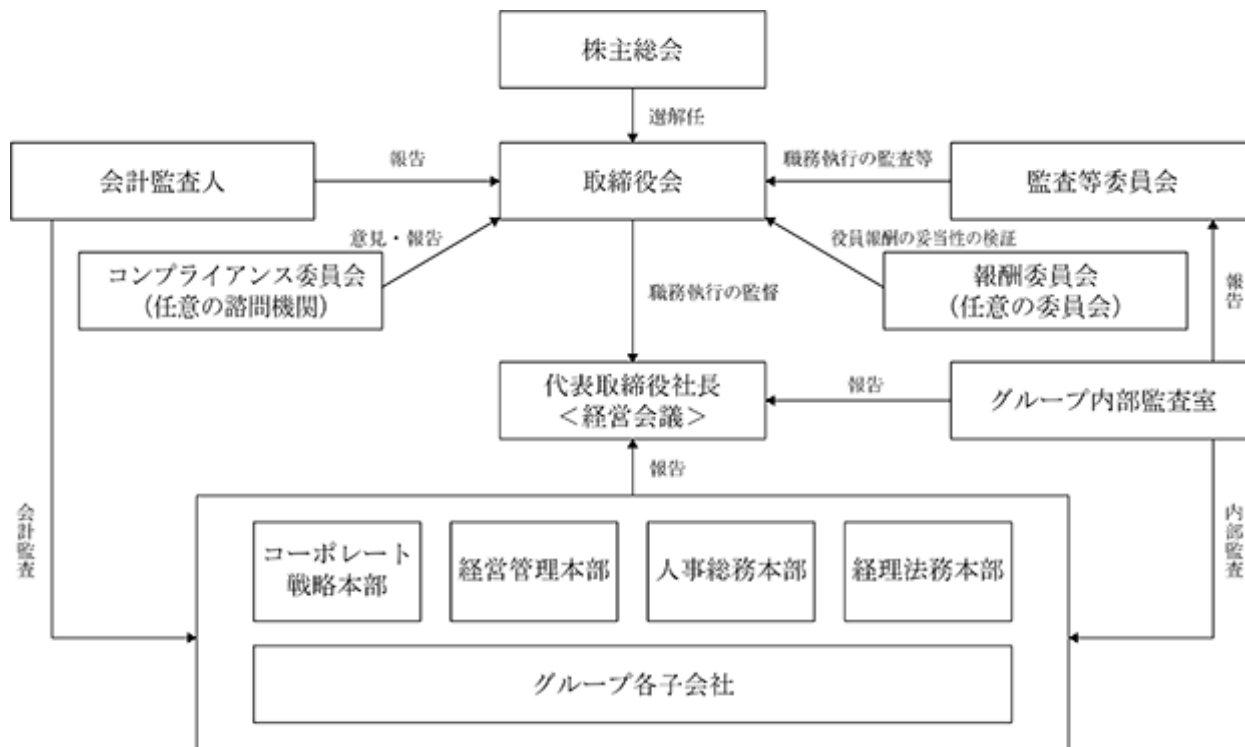 株主総会
選解任
会計監査人
報告
取締役会
職務執行の監査等
監査等委員会
コンプライアンス委員会
(任意の諮問機関)
意見・報告
職務執行の監督
役員報酬の妥当性の検証
報酬委員会
(任意の委員会)
報告
代表取締役社長
＜経営会議＞
報告
グループ内部監査室
報告
会計監査
内部監査
コーポレート
戦略本部
経営管理本部
人事総務本部
経理法務本部
グループ各子会社